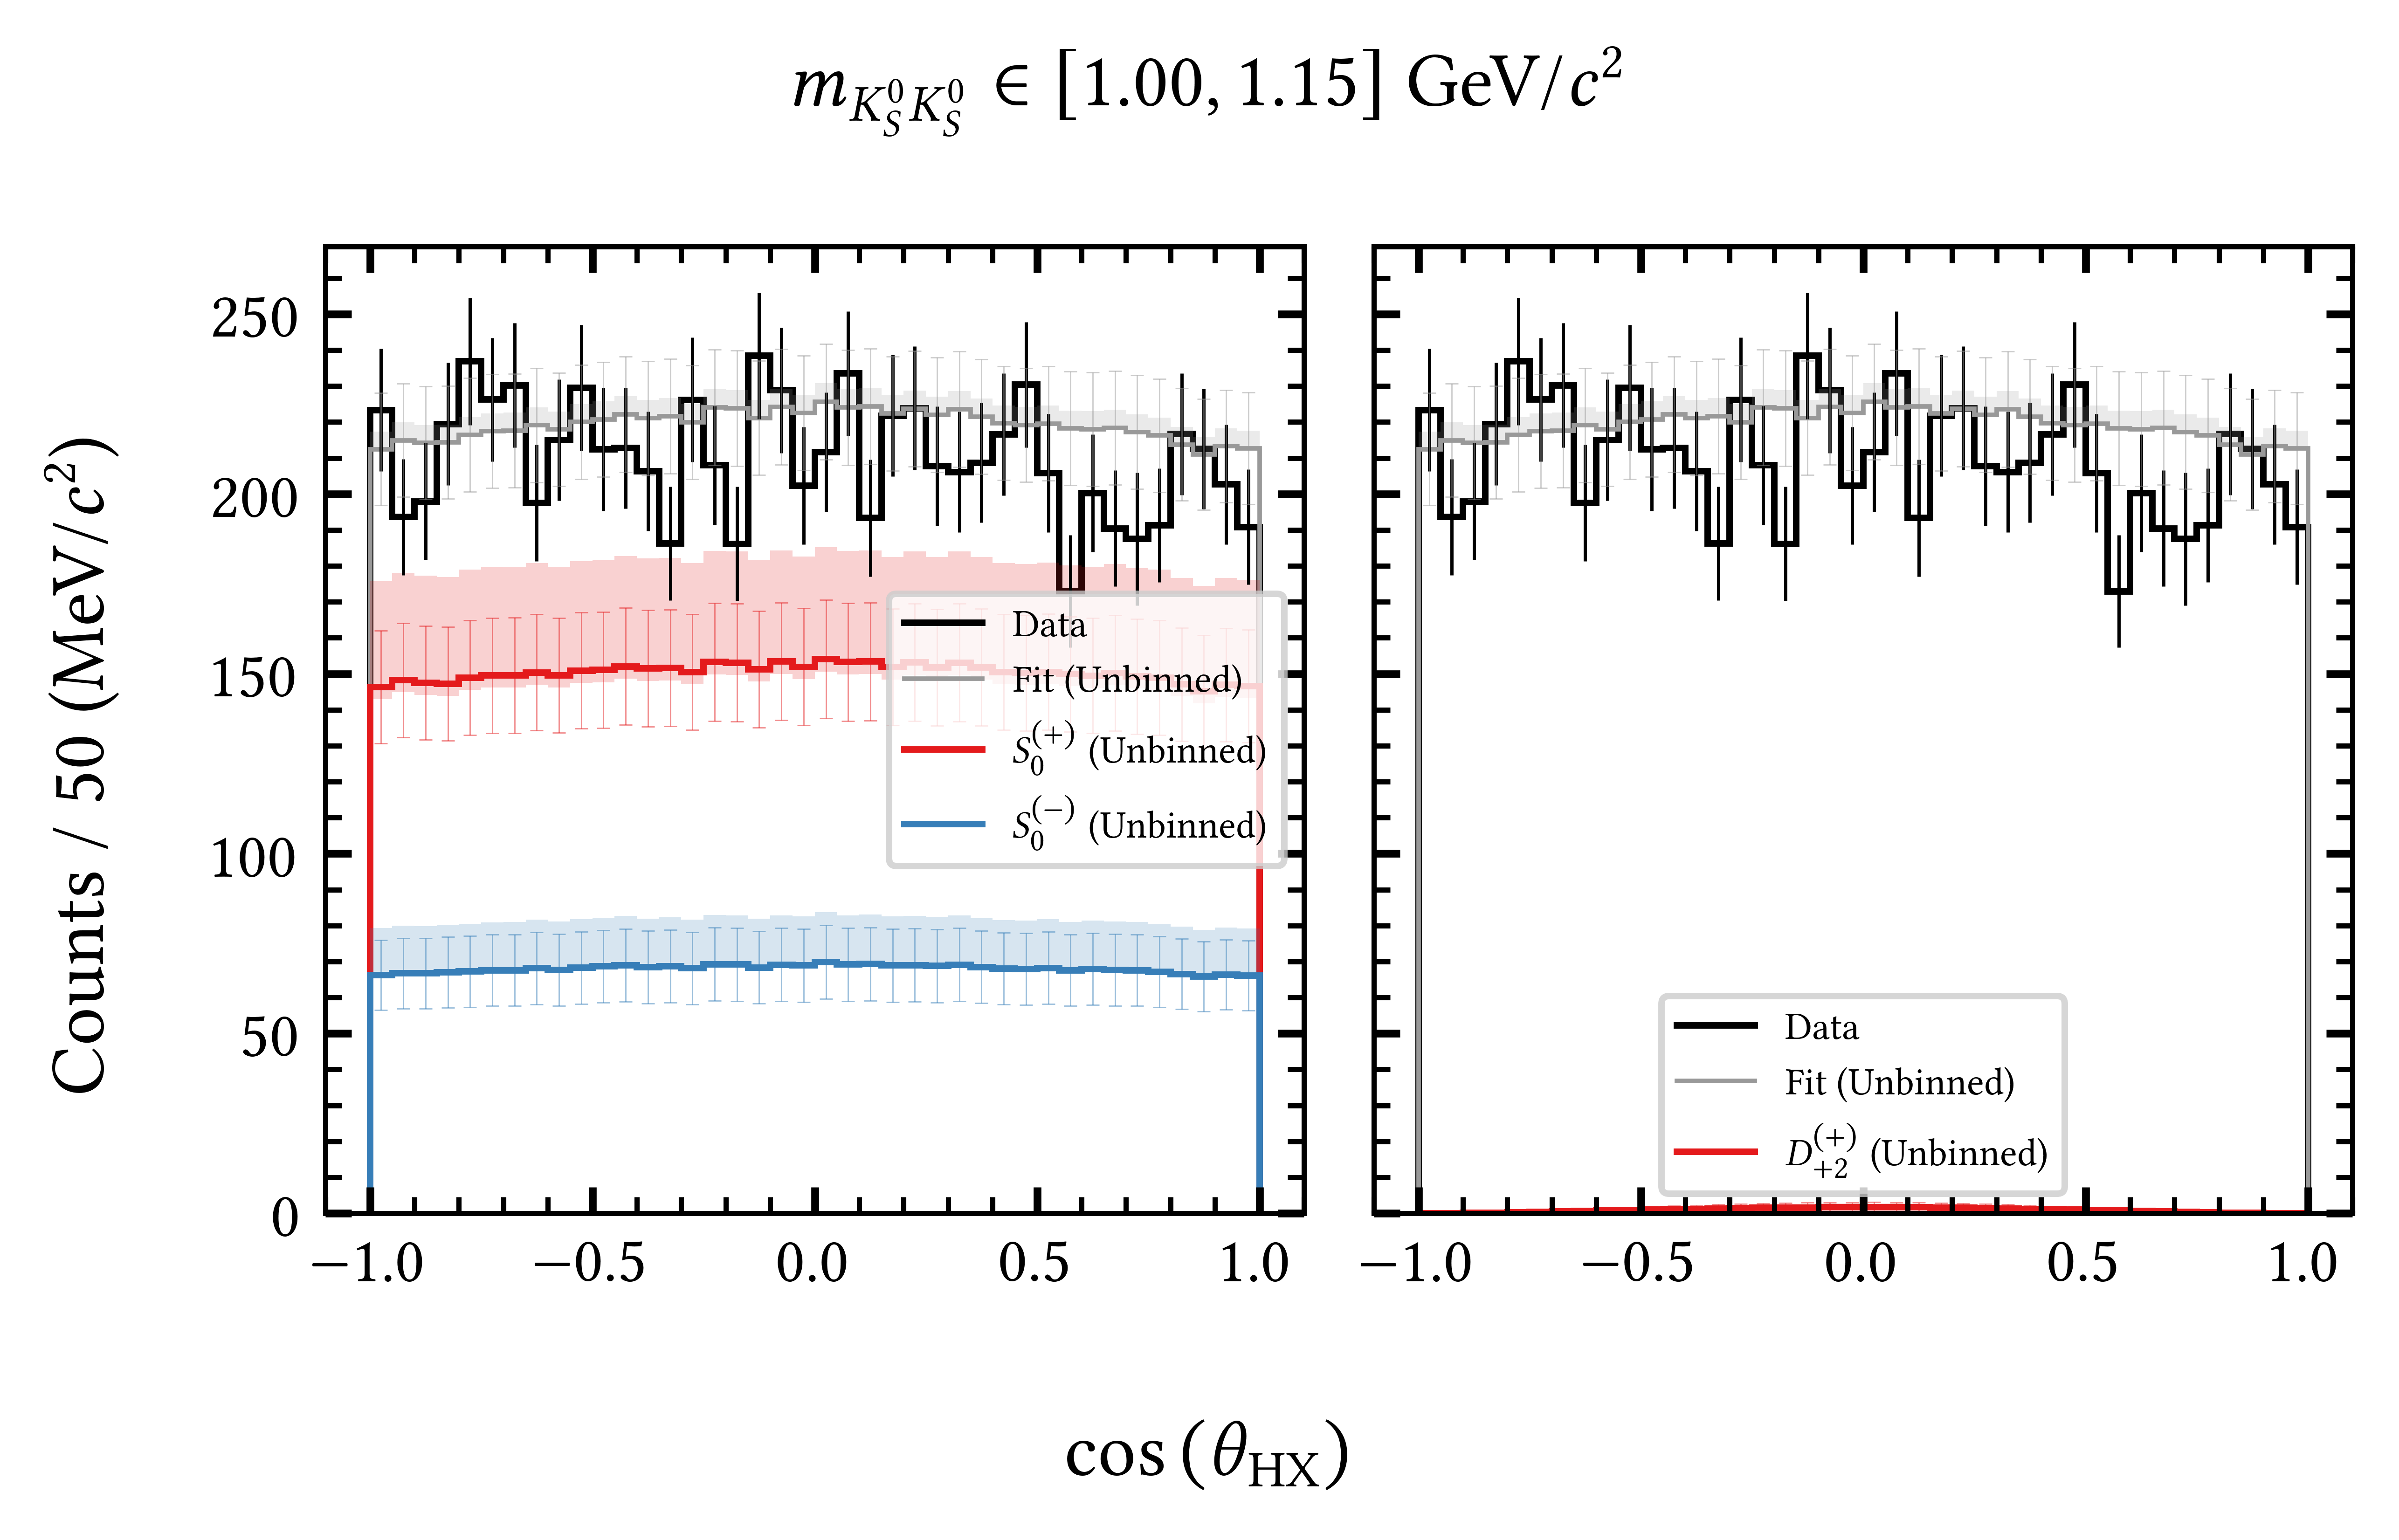 m_{K_S^0 K_S^0} ∈ [1.00, 1.15] GeV/c²
Counts / 50 (MeV/c²)
250
200
150
100
50
0
Data
Fit (Unbinned)
S_0^{(+)} (Unbinned)
S_0^{(−)} (Unbinned)
−1.0 −0.5 0.0 0.5 1.0
Data
Fit (Unbinned)
D_{+2}^{(+)} (Unbinned)
−1.0 −0.5 0.0 0.5 1.0
cos (θ_{HX})